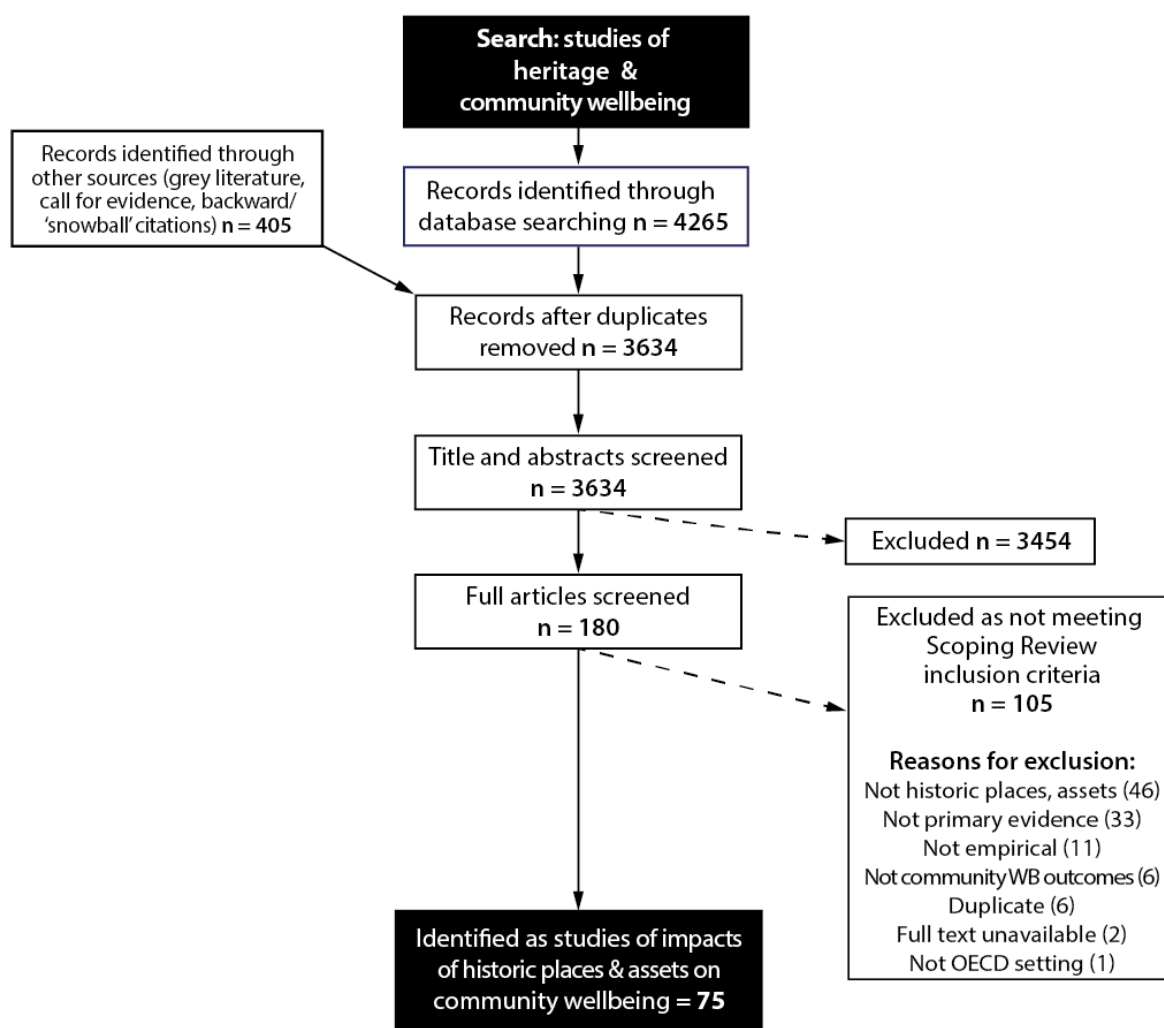 Search: studies of
heritage &
community wellbeing
Records identified through
other sources (grey literature,
call for evidence, backward/
‘snowball’ citations) n = 405
Records identified through
database searching n = 4265
Records after duplicates
removed n = 3634
Title and abstracts screened
n = 3634
Excluded n = 3454
Full articles screened
n = 180
Excluded as not meeting
Scoping Review
inclusion criteria
n = 105
Reasons for exclusion:
Not historic places, assets (46)
Not primary evidence (33)
Not empirical (11)
Not community WB outcomes (6)
Duplicate (6)
Full text unavailable (2)
Not OECD setting (1)
Identified as studies of impacts
of historic places & assets on
community wellbeing = 75